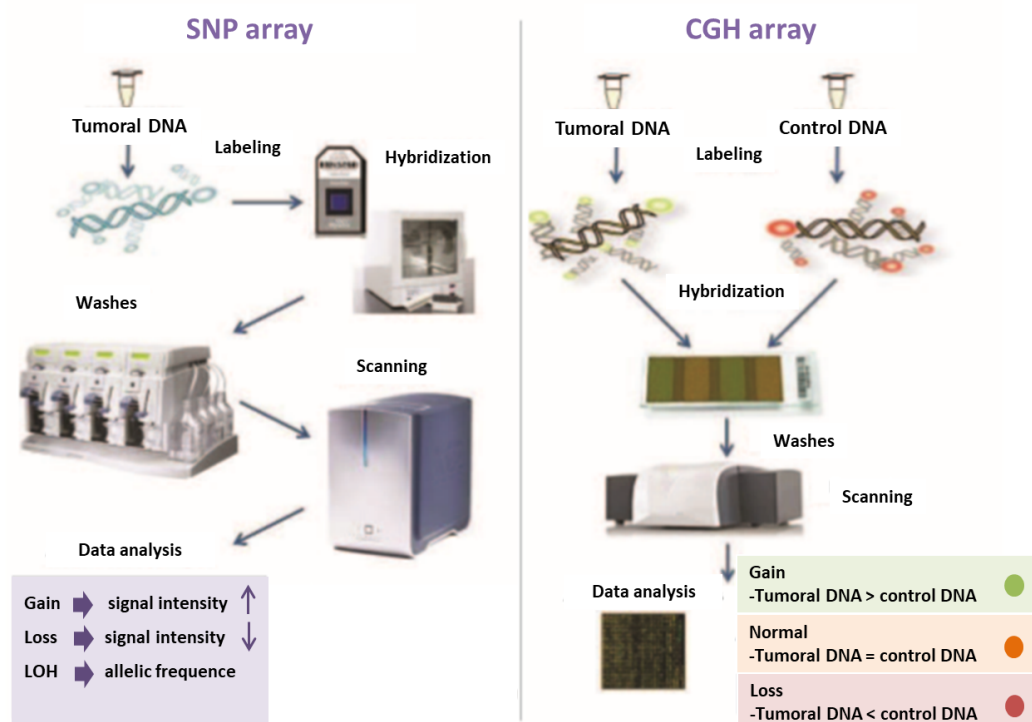 SNP array
Tumoral DNA
Labeling
Hybridization
Washes
Scanning
Data analysis
Gain signal intensity
Loss signal intensity
LOH allelic frequence
CGH array
Tumoral DNA
Control DNA
Labeling
Hybridization
Washes
Scanning
Data analysis
Gain
-Tumoral DNA > control DNA
Normal
-Tumoral DNA = control DNA
Loss
-Tumoral DNA < control DNA